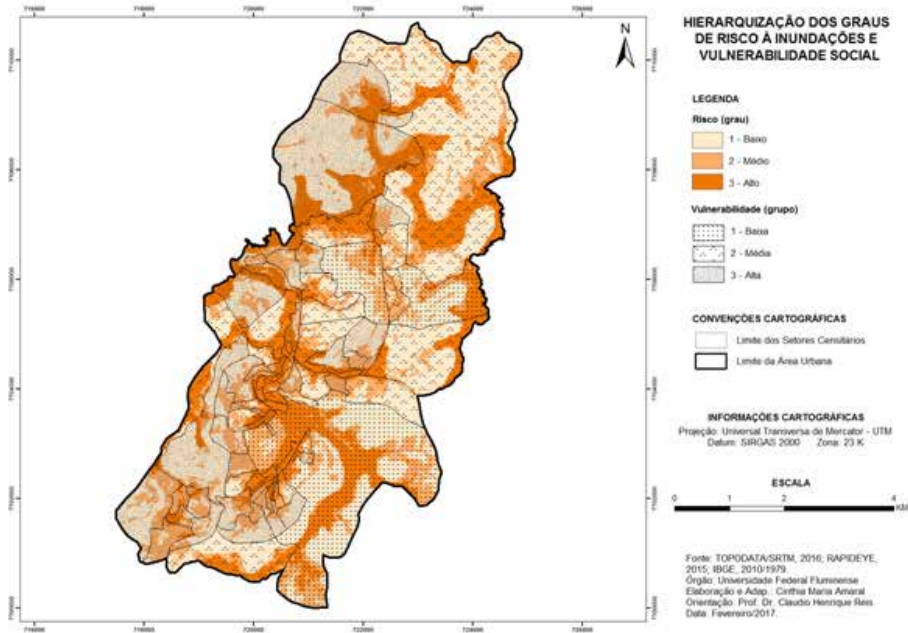 HIERARQUIZAÇÃO DOS GRAUS
DE RISCO À INUNDAÇÕES E
VULNERABILIDADE SOCIAL
N
LEGENDA
Risco (grau)
1 - Baixo
2 - Médio
3 - Alto
Vulnerabilidade (grupo)
1 - Baixa
2 - Média
3 - Alta
CONVENÇÕES CARTOGRÁFICAS
Limite dos Setores Censitários
Limite da Área Urbana
INFORMAÇÕES CARTOGRÁFICAS
Projeção: Universal Transversa de Mercator - UTM
Datum: SIRGAS 2000 Zona: 23 K
ESCALA
0 1 2 4
KM
Fonte: TOPODATA/SRTM, 2016; RAPIDEYE,
2015; IBGE, 2010/1979.
Órgão: Universidade Federal Fluminense
Elaboração e Adap.: Cinthia Maria Amaral
Orientação: Prof. Dr. Claudio Henrique Reis
Data: Fevereiro/2017.